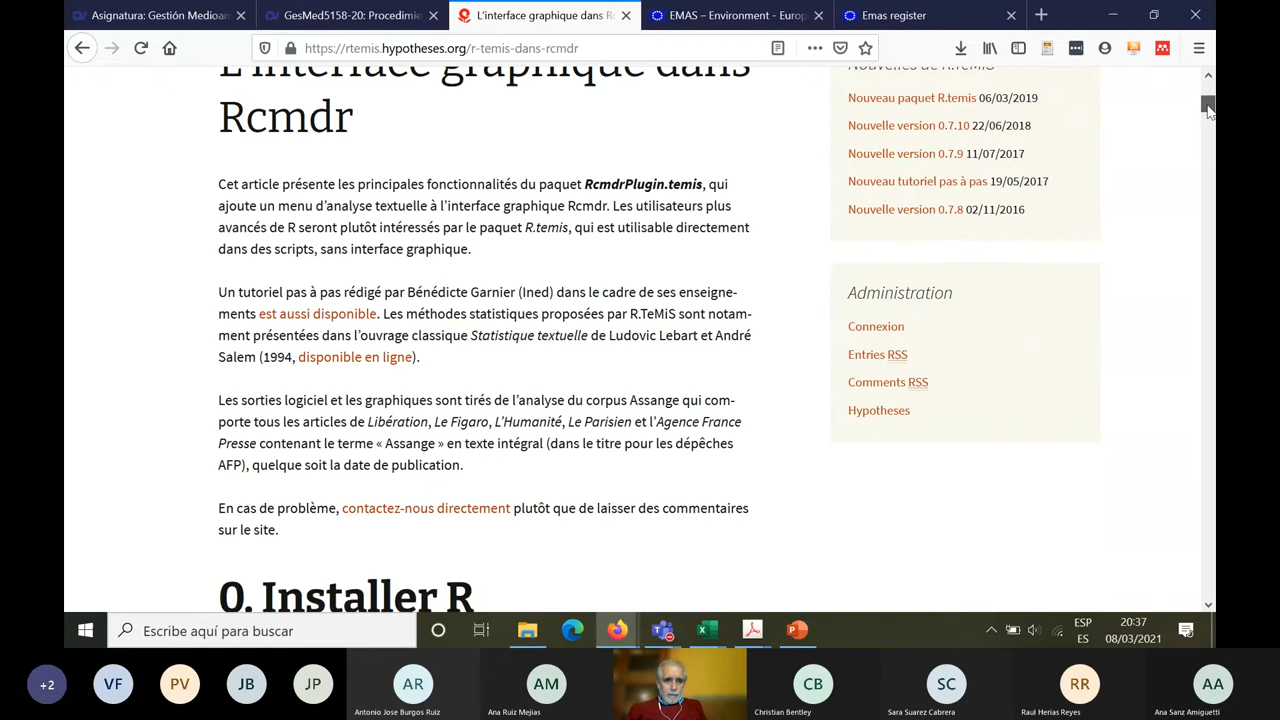 Asignatura: Gestión Medioan
GesMed5158-20: Procedimie
L'interface graphique dans Rc
EMAS – Environment - Europ
Emas register
https://rtemis.hypotheses.org/r-temis-dans-rcmdr
L'interface graphique dans
Rcmdr
Cet article présente les principales fonctionnalités du paquet RcmdrPlugin.temis, qui
ajoute un menu d'analyse textuelle à l'interface graphique Rcmdr. Les utilisateurs plus
avancés de R seront plutôt intéressés par le paquet R.temis, qui est utilisable directement
dans des scripts, sans interface graphique.
Un tutoriel pas à pas rédigé par Bénédicte Garnier (Ined) dans le cadre de ses enseigne-
ments est aussi disponible. Les méthodes statistiques proposées par R.TeMiS sont notam-
ment présentées dans l'ouvrage classique Statistique textuelle de Ludovic Lebart et André
Salem (1994, disponible en ligne).
Les sorties logiciel et les graphiques sont tirés de l'analyse du corpus Assange qui com-
porte tous les articles de Libération, Le Figaro, L'Humanité, Le Parisien et l'Agence France
Presse contenant le terme « Assange » en texte intégral (dans le titre pour les dépêches
AFP), quelque soit la date de publication.
En cas de problème, contactez-nous directement plutôt que de laisser des commentaires
sur le site.
0. Installer R
Nouvelles de R.TeMiS
Nouveau paquet R.temis 06/03/2019
Nouvelle version 0.7.10 22/06/2018
Nouvelle version 0.7.9 11/07/2017
Nouveau tutoriel pas à pas 19/05/2017
Nouvelle version 0.7.8 02/11/2016
Administration
Connexion
Entries RSS
Comments RSS
Hypotheses
Escribe aquí para buscar
ESP
ES
20:37
08/03/2021
+2
VF
PV
JB
JP
AR
Antonio Jose Burgos Ruiz
AM
Ana Ruiz Mejias
CB
Christian Bentley
SC
Sara Suarez Cabrera
RR
Raul Herias Reyes
AA
Ana Sanz Amiguetti